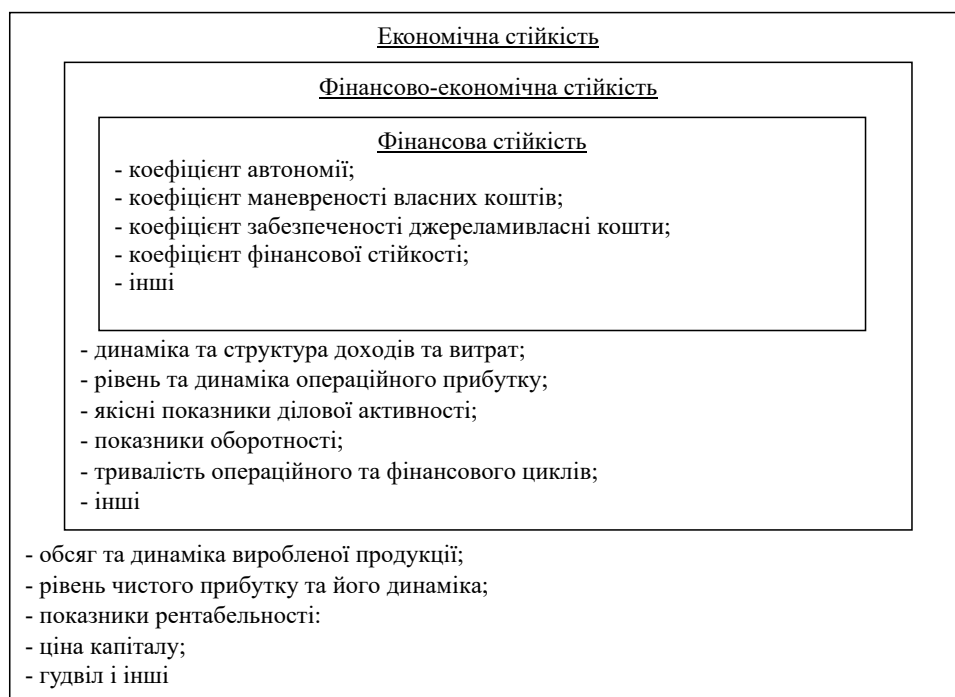 Економічна стійкість
Фінансово-економічна стійкість
Фінансова стійкість
- коефіцієнт автономії;
- коефіцієнт маневреності власних коштів;
- коефіцієнт забезпеченості джереламивласні кошти;
- коефіцієнт фінансової стійкості;
- інші
- динаміка та структура доходів та витрат;
- рівень та динаміка операційного прибутку;
- якісні показники ділової активності;
- показники оборотності;
- тривалість операційного та фінансового циклів;
- інші
- обсяг та динаміка виробленої продукції;
- рівень чистого прибутку та його динаміка;
- показники рентабельності:
- ціна капіталу;
- гудвіл і інші